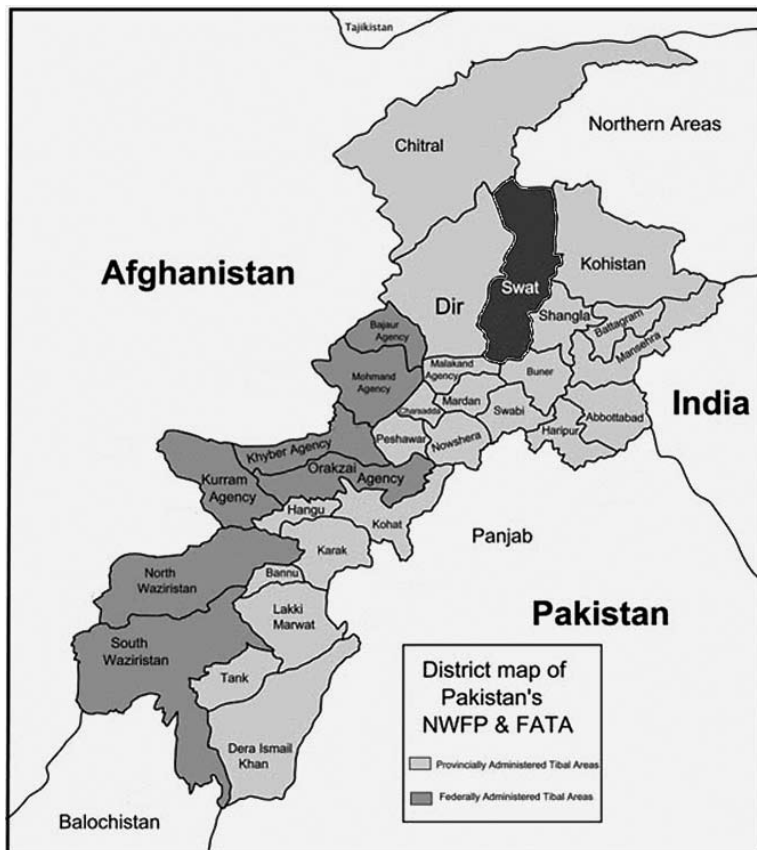 Tajikistan
Northern Areas
Chitral
Afghanistan
Kohistan
Swat
Dir
Shangla
Battagram
Mansehra
Bajaur
Agency
Mohmand
Agency
Malakand
Agency
Buner
India
Mardan
Charsadda
Swabi
Abbottabad
Haripur
Peshawar
Nowshera
Khyber Agency
Orakzai
Agency
Kurram
Agency
Hangu
Kohat
Panjab
Karak
North
Waziristan
Bannu
Pakistan
Lakki
Marwat
South
Waziristan
Tank
Dera Ismail
Khan
Balochistan
District map of
Pakistan's
NWFP & FATA
Provincially Administered Tibal Areas
Federally Administered Tibal Areas